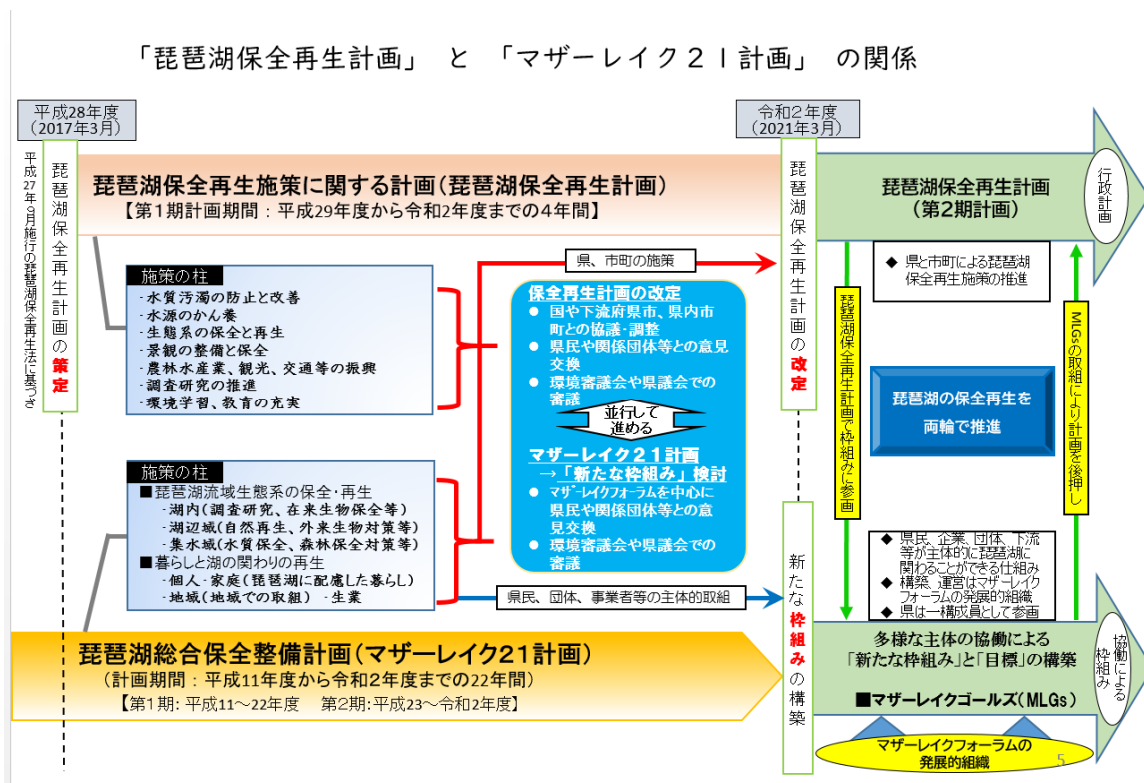 「琵琶湖保全再生計画」 と 「マザーレイク２１計画」 の関係
平成28年度
(2017年3月)
令和２年度
(2021年3月)
平成27年9月施行の琵琶湖保全再生法に基づき
琵琶湖保全再生計画の策定
琵琶湖保全再生施策に関する計画(琵琶湖保全再生計画)
【第１期計画期間：平成29年度から令和2年度までの４年間】
琵琶湖保全再生計画の改定
琵琶湖保全再生計画
(第2期計画)
行政計画
施策の柱
・水質汚濁の防止と改善
・水源のかん養
・生態系の保全と再生
・景観の整備と保全
・農林水産業、観光、交通等の振興
・調査研究の推進
・環境学習、教育の充実
県、市町の施策
保全再生計画の改定
● 国や下流府県市、県内市
町との協議・調整
● 県民や関係団体等との意見
交換
● 環境審議会や県議会での
審議
並行して
進める
マザーレイク２１計画
→「新たな枠組み」検討
● マザーレイクフォーラムを中心に
県民や関係団体等との意
見交換
● 環境審議会や県議会での
審議
◆ 県と市町による琵琶湖
保全再生施策の推進
琵琶湖保全再生計画で枠組みに参画
琵琶湖の保全再生を
両輪で推進
MLGsの取組により計画を後押し
施策の柱
■琵琶湖流域生態系の保全・再生
・湖内(調査研究、在来生物保全等)
・湖辺域(自然再生、外来生物対策等)
・集水域(水質保全、森林保全対策等)
■暮らしと湖の関わりの再生
・個人・家庭(琵琶湖に配慮した暮らし)
・地域(地域での取組) ・生業
県民、団体、事業者等の主体的取組
新たな枠組みの構築
◆ 県民、企業、団体、下流
等が主体的に琵琶湖に
関わることができる仕組み
◆ 構築、運営はマザーレイク
フォーラムの発展的組織
◆ 県は一構成員として参画
琵琶湖総合保全整備計画(マザーレイク21計画)
(計画期間：平成11年度から令和２年度までの22年間)
【第１期：平成11～22年度 第２期：平成23～令和２年度】
多様な主体の協働による
「新たな枠組み」と「目標」の構築
■マザーレイクゴールズ(MLGs)
協働による
枠組み
マザーレイクフォーラムの
発展的組織
5